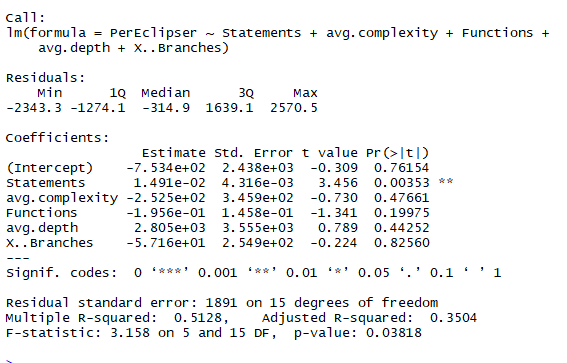 Call:
lm(formula = PerEclipser ~ Statements + avg.complexity + Functions +
    avg.depth + X..Branches)
Residuals:
    Min      1Q  Median      3Q     Max
-2343.3 -1274.1  -314.9  1639.1  2570.5
Coefficients:
                 Estimate Std. Error t value Pr(>|t|)
(Intercept)    -7.534e+02  2.438e+03  -0.309  0.76154
Statements      1.491e-02  4.316e-03   3.456  0.00353 **
avg.complexity -2.525e+02  3.459e+02  -0.730  0.47661
Functions      -1.956e-01  1.458e-01  -1.341  0.19975
avg.depth       2.805e+03  3.555e+03   0.789  0.44252
X..Branches    -5.716e+01  2.549e+02  -0.224  0.82560
---
Signif. codes:  0 ‘***’ 0.001 ‘**’ 0.01 ‘*’ 0.05 ‘.’ 0.1 ‘ ’ 1
Residual standard error: 1891 on 15 degrees of freedom
Multiple R-squared:  0.5128,    Adjusted R-squared:  0.3504
F-statistic: 3.158 on 5 and 15 DF,  p-value: 0.03818